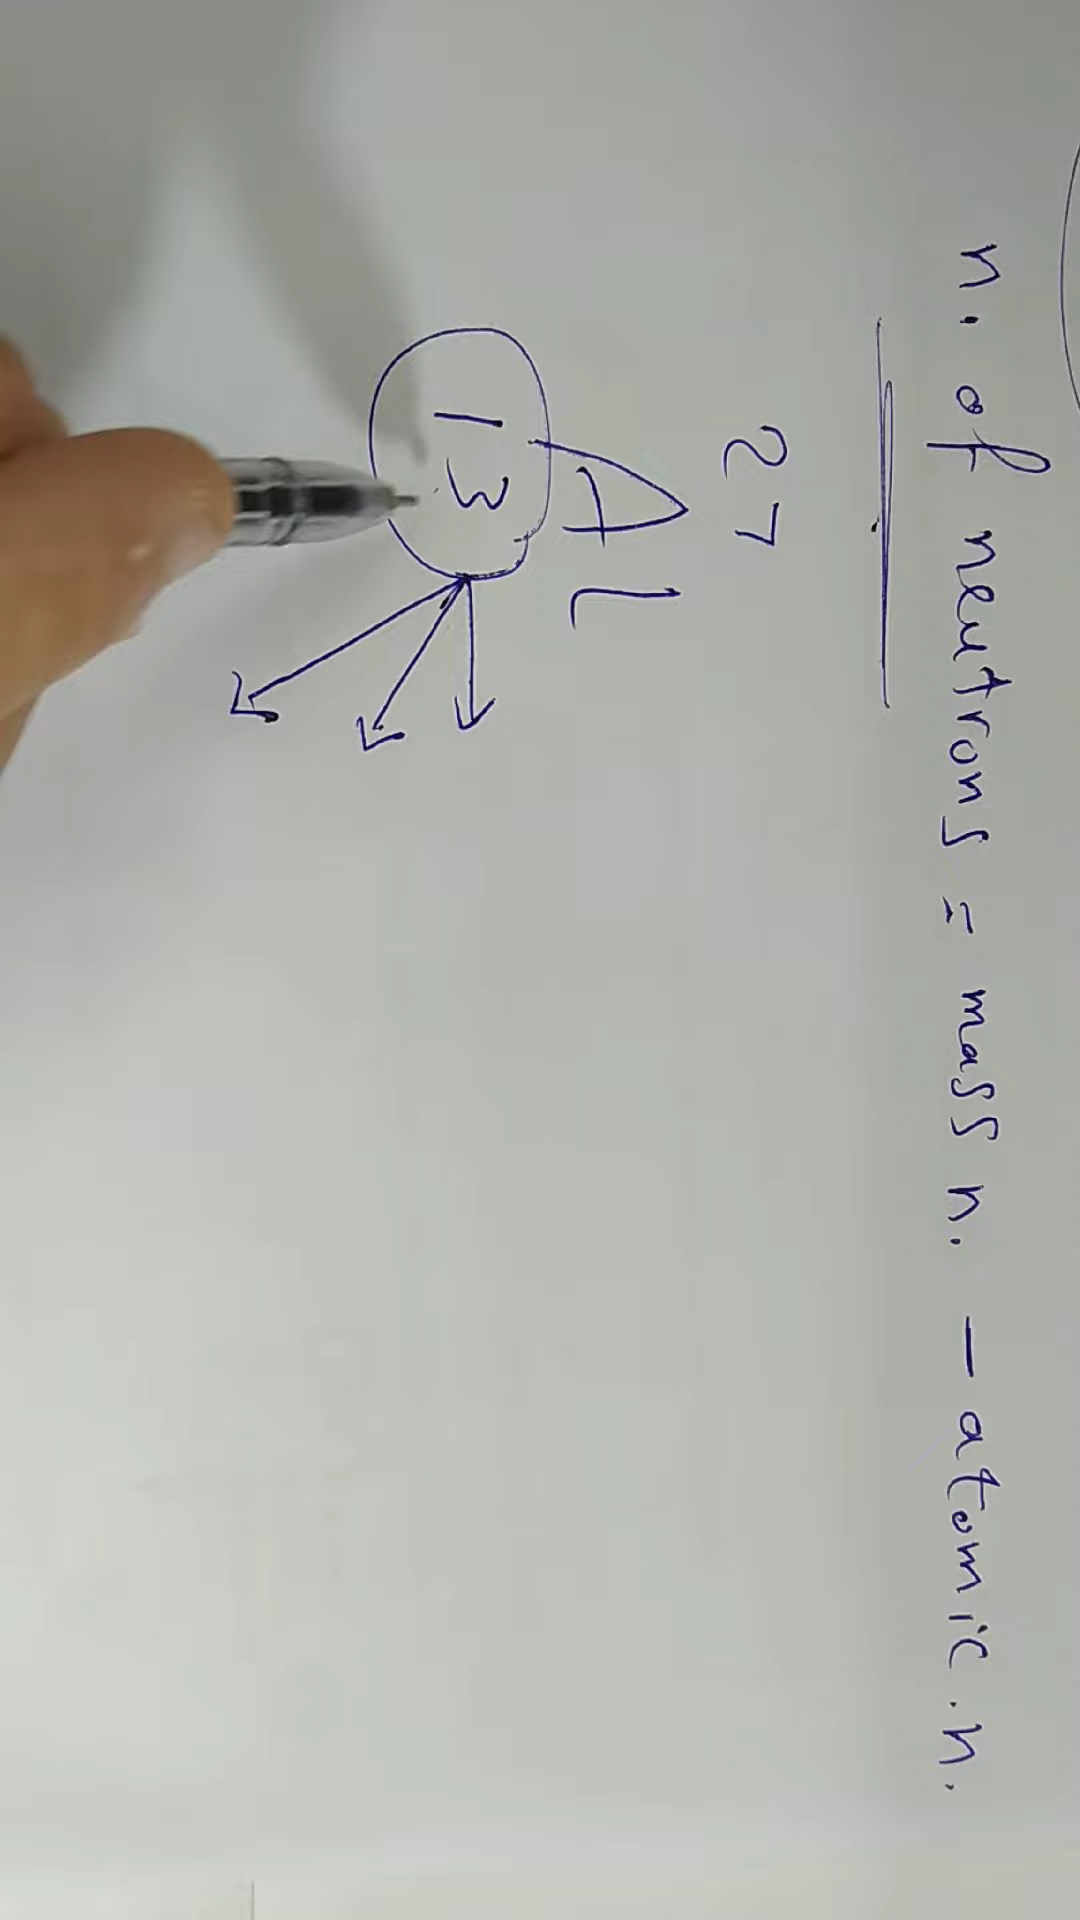 n. of neutrons = mass n. - atomic.n.
27
Al
13